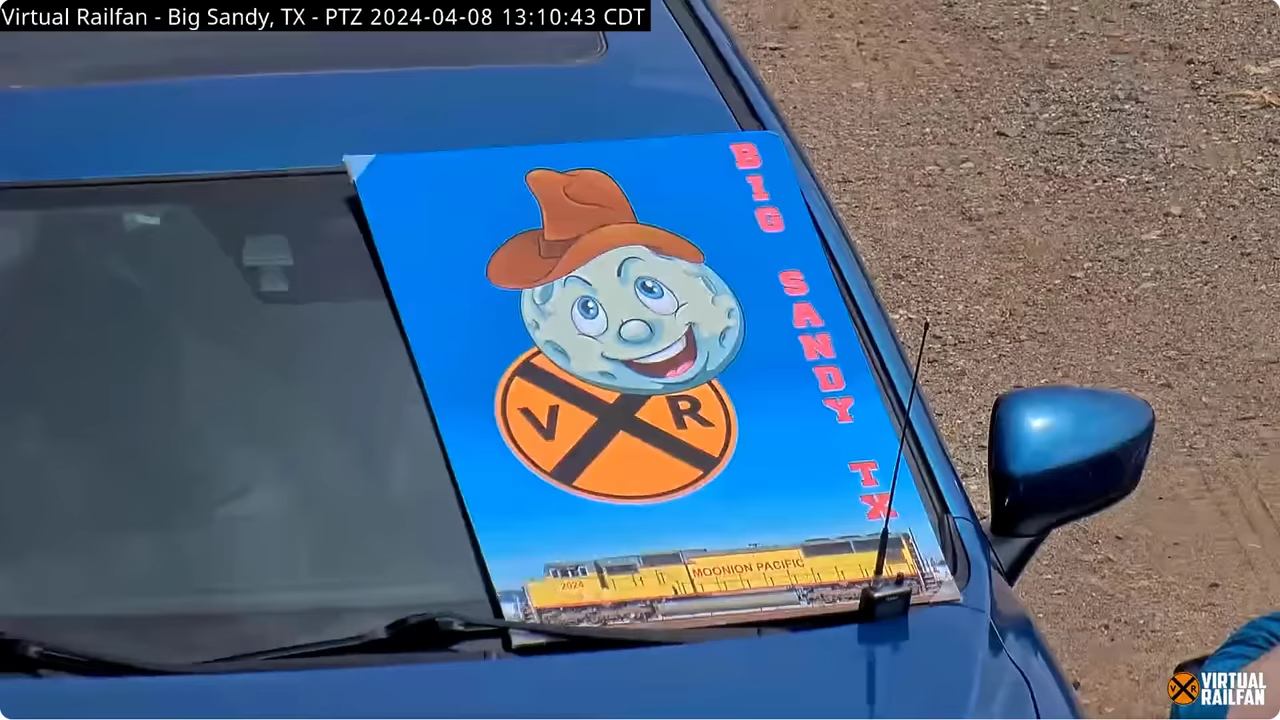 Virtual Railfan - Big Sandy, TX - PTZ 2024-04-08 13:10:43 CDT
BIG SANDY TX
V R
2024
MOONION PACIFIC
V R
VIRTUAL
RAILFAN